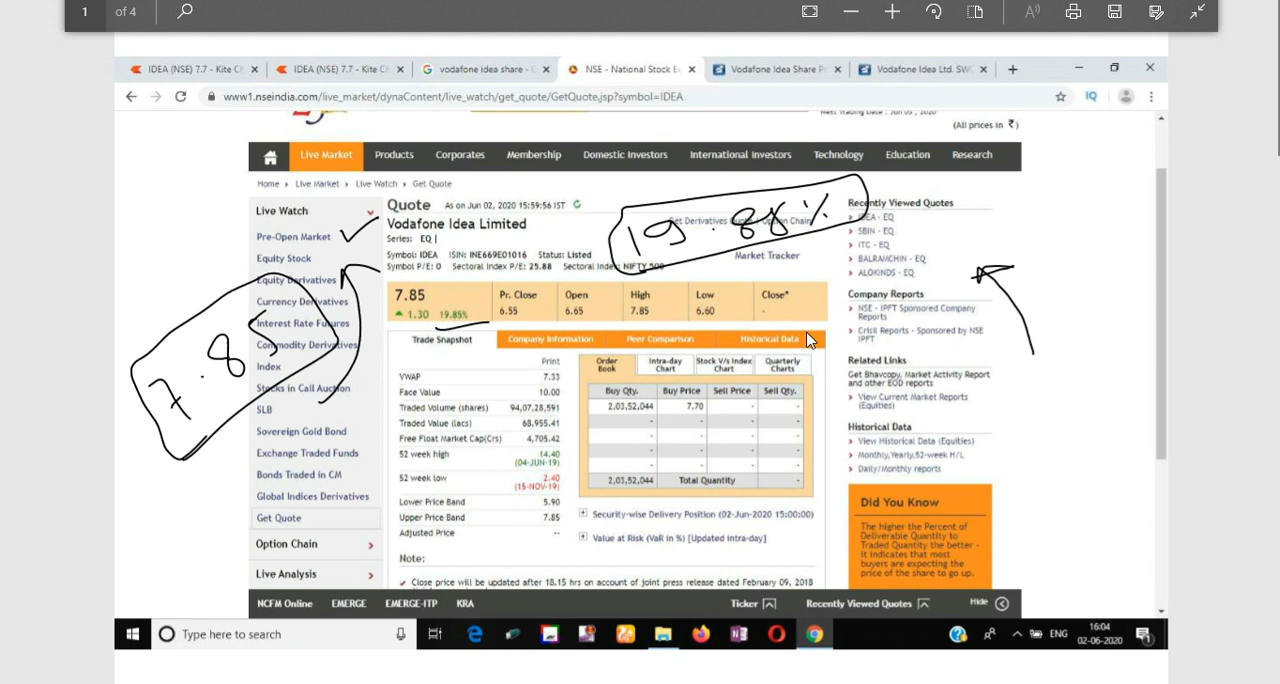 1 of 4
IDEA (NSE) 7.7 - Kite Ch
IDEA (NSE) 7.7 - Kite Ch
vodafone idea share - G
NSE - National Stock E
Vodafone Idea Share P
Vodafone Idea Ltd. SW
IQ
www1.nseindia.com/live_market/dynaContent/live_watch/get_quote/GetQuote.jsp?symbol=IDEA
(All prices in ₹)
Live Market Products Corporates Membership Domestic Investors International Investors Technology Education Research
Home › Live Market › Live Watch › Get Quote
Live Watch
Pre-Open Market
Equity Stock
Equity Derivatives
Currency Derivatives
Interest Rate Futures
Commodity Derivatives
Index
Stocks in Call Auction
SLB
Sovereign Gold Bond
Exchange Traded Funds
Bonds Traded in CM
Global Indices Derivatives
Get Quote
Option Chain
Live Analysis
7.85
Quote As on Jun 02, 2020 15:59:56 IST
Vodafone Idea Limited
Series: EQ |
Symbol: IDEA ISIN: INE669E01016 Status: Listed
Symbol P/E: 0 Sectoral Index P/E: 25.88 Sectoral Index: NIFTY 500
Get Derivatives Quote Option Chain
Market Tracker
19.88%
7.85 Pr. Close Open High Low Close*
1.30 19.85% 6.55 6.65 7.85 6.60 -
Trade Snapshot Company Information Peer Comparison Historical Data
Print
VWAP 7.33
Face Value 10.00
Traded Volume (shares) 94,07,28,591
Traded Value (lacs) 68,955.41
Free Float Market Cap(Crs) 4,705.42
52 week high 14.40
(04-JUN-19)
52 week low 2.40
(15-NOV-19)
Lower Price Band 5.90
Upper Price Band 7.85
Adjusted Price --
Note:
Close price will be updated after 18.15 hrs on account of joint press release dated February 09, 2018
Order Book Intra-day Chart Stock V/s Index Chart Quarterly Charts
Buy Qty. Buy Price Sell Price Sell Qty.
2,03,52,044 7.70 - -
- - - -
- - - -
- - - -
- - - -
2,03,52,044 Total Quantity -
Security-wise Delivery Position (02-Jun-2020 15:00:00)
Value at Risk (VaR in %) [Updated intra-day]
Recently Viewed Quotes
IDEA - EQ
SBIN - EQ
ITC - EQ
BALRAMCHIN - EQ
ALOKINDS - EQ
Company Reports
NSE - IPFT Sponsored Company
Reports
Crisil Reports - Sponsored by NSE
IPFT
Related Links
Get Bhavcopy, Market Activity Report
and other EOD reports
View Current Market Reports
(Equities)
Historical Data
View Historical Data (Equities)
Monthly,Yearly,52-week H/L
Daily/Monthly reports
Did You Know
The higher the Percent of
Deliverable Quantity to
Traded Quantity the better -
it indicates that most
buyers are expecting the
price of the share to go up.
NCFM Online EMERGE EMERGE-ITP KRA Ticker Recently Viewed Quotes Hide
Type here to search
ENG
16:04
02-06-2020